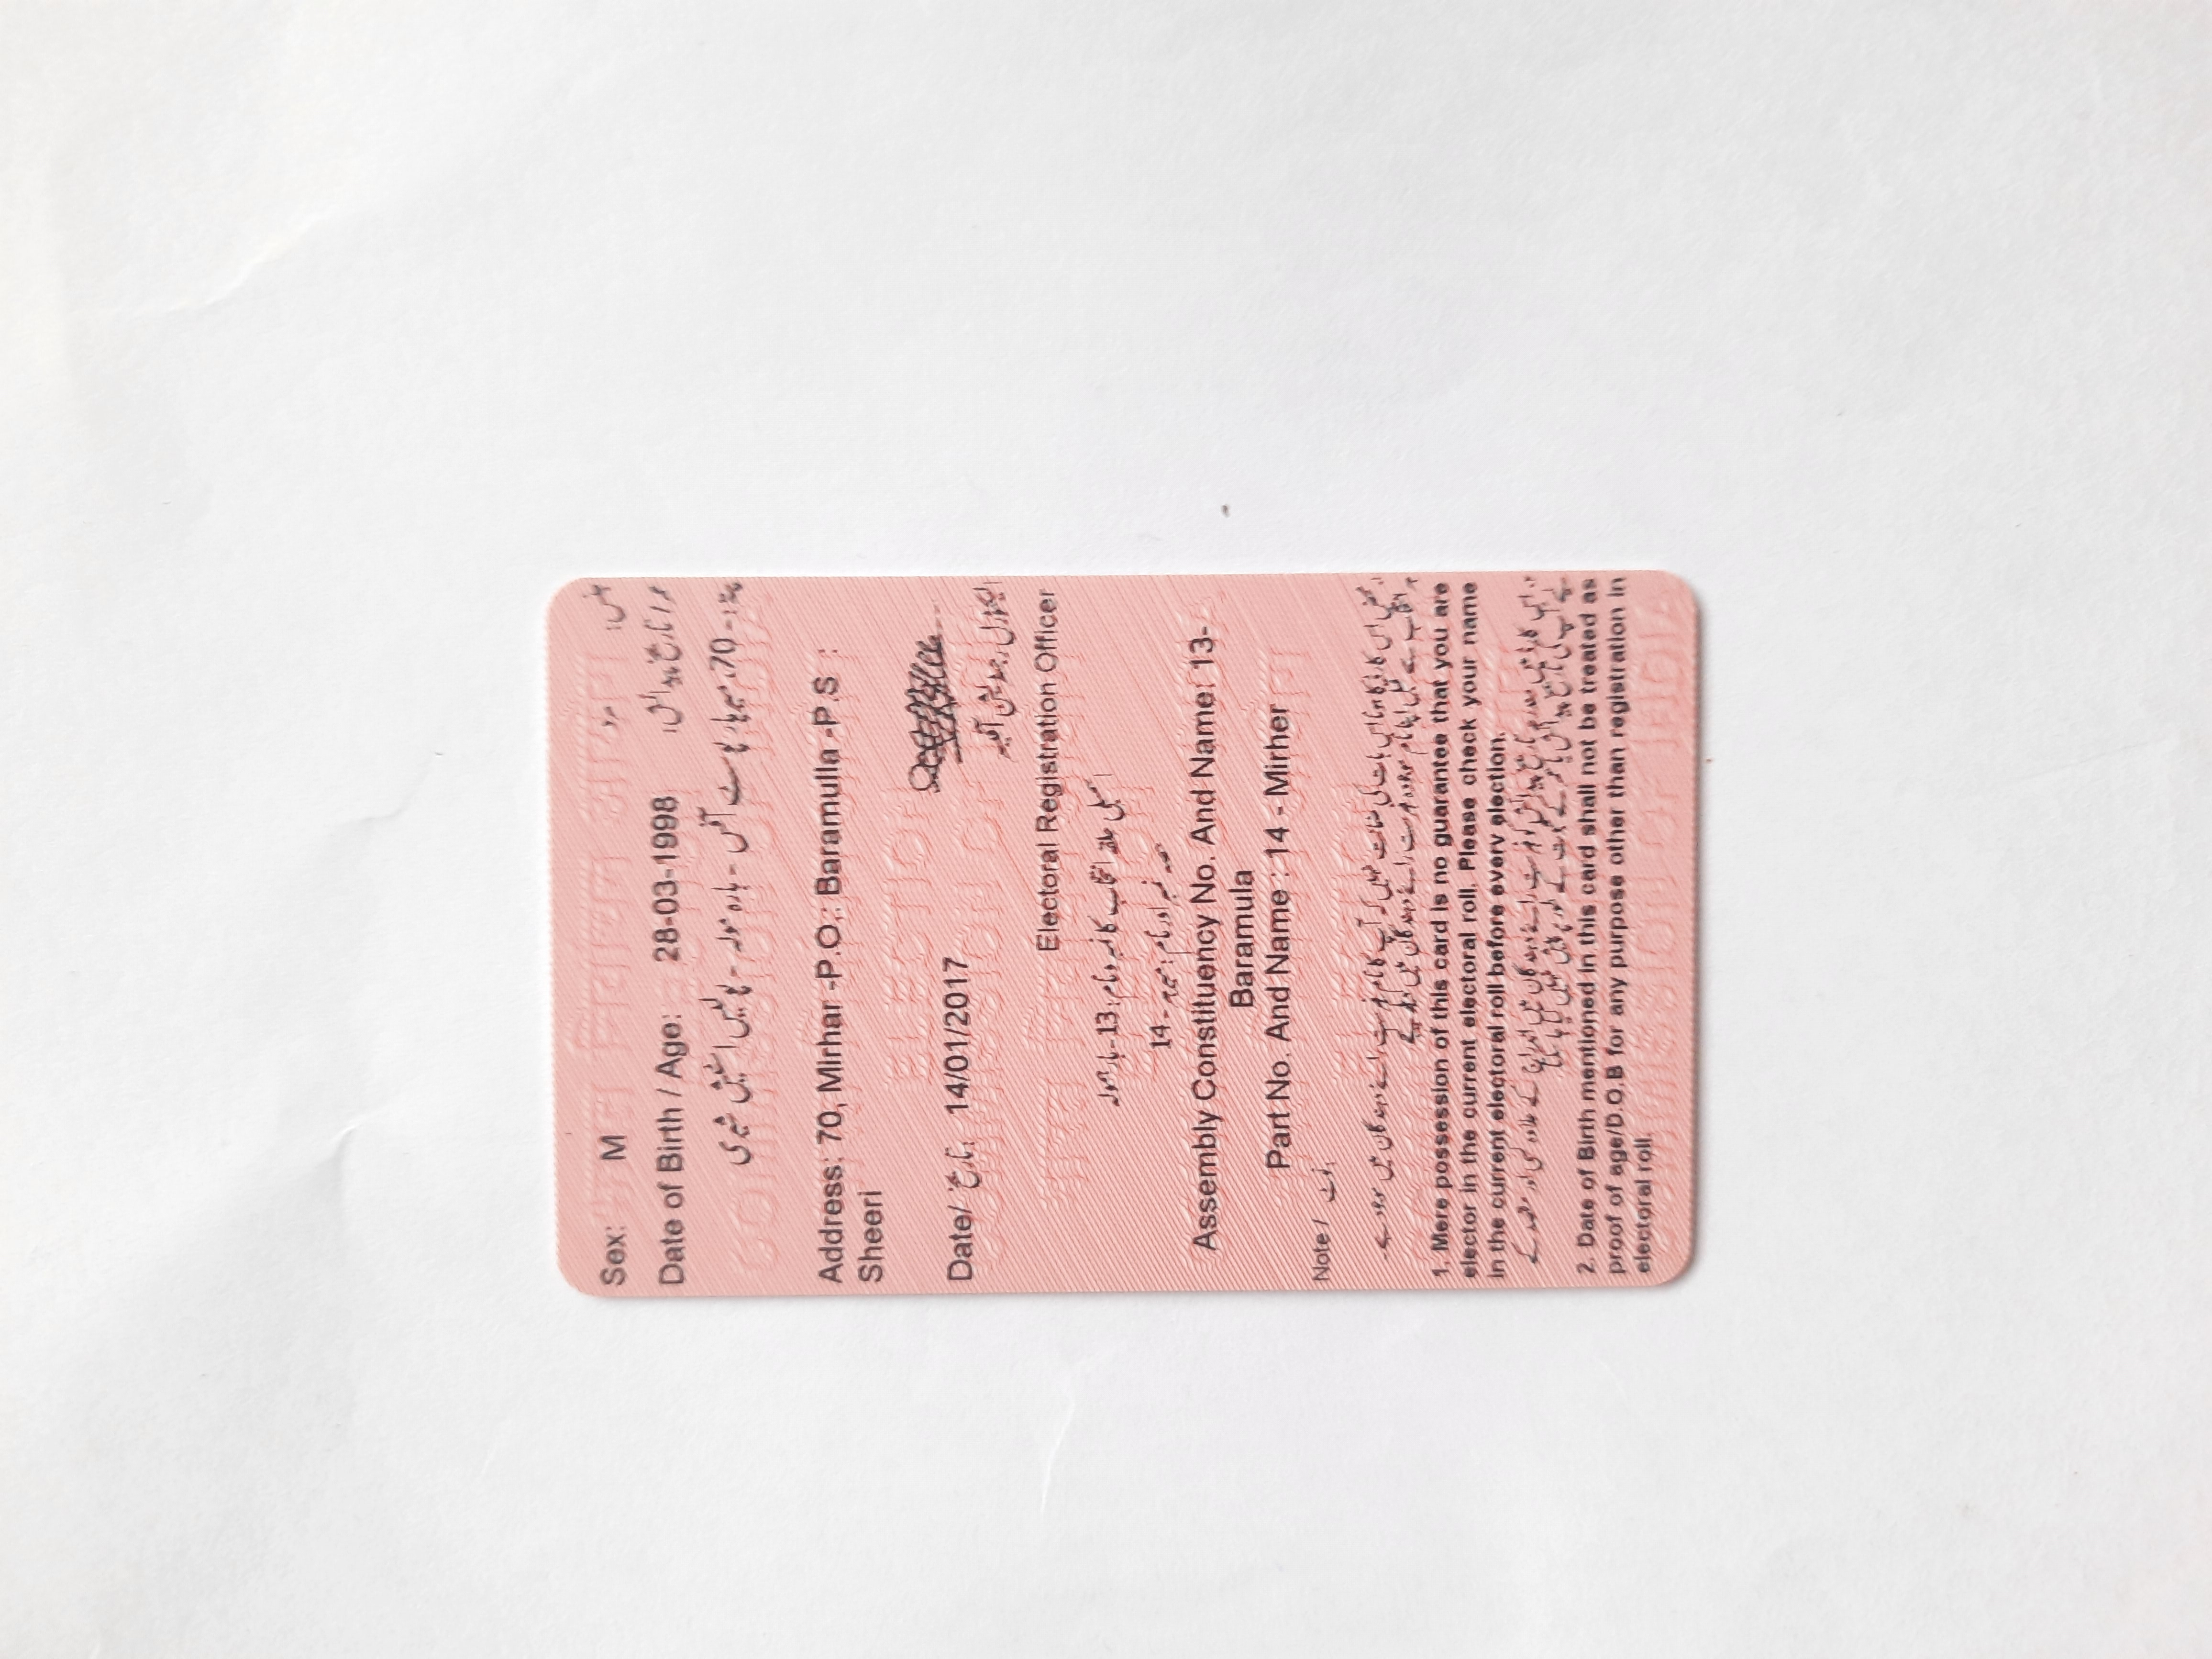 Sex: M مرد جنس:
Date of Birth / Age: 28-03-1998 عمر / تاریخ پیدائش:
پتہ: - 70، میرہار پوسٹ آفس - بارہ مولہ - پولیس اسٹیشن شیری
Address: 70, Mirhar -P.O.: Baramulla -P.S :
Sheeri
Date/ تاریخ: 14/01/2017
الیکٹورل رجسٹریشن آفیسر
Electoral Registration Officer
اسمبلی حلقہ انتخاب کا نمبر و نام: 13-بارہمولہ
حصہ نمبر اور نام: میرہر - 14
Assembly Constituency No. And Name: 13-
Baramula
Part No. And Name : 14 - Mirher
Note / نوٹ:
محض اس کارڈ کا ہونا اس بات کی ضمانت نہیں کہ آپ کا نام فہرست رائے دہندگان میں موجود ہے۔
ہر انتخاب سے قبل اپنا نام موجودہ فہرست رائے دہندگان میں
1. Mere possession of this card is no guarantee that you are
elector in the current electoral roll. Please check your name
in the current electoral roll before every election.
اس کارڈ میں مندرجہ تاریخ پیدائش کو فہرست رائے دہندگان میں اندراج کے علاوہ کسی اور مقصد کے
لئے آپ کی تاریخ پیدائش یا عمر کے ثبوت کے طور پر پیش نہیں کیا جا سکتا
2. Date of Birth mentioned in this card shall not be treated as
proof of age/D.O.B for any purpose other than registration in
electoral roll.
भारत निर्वाचन आयोग
ELECTION
COMMISSION OF INDIA